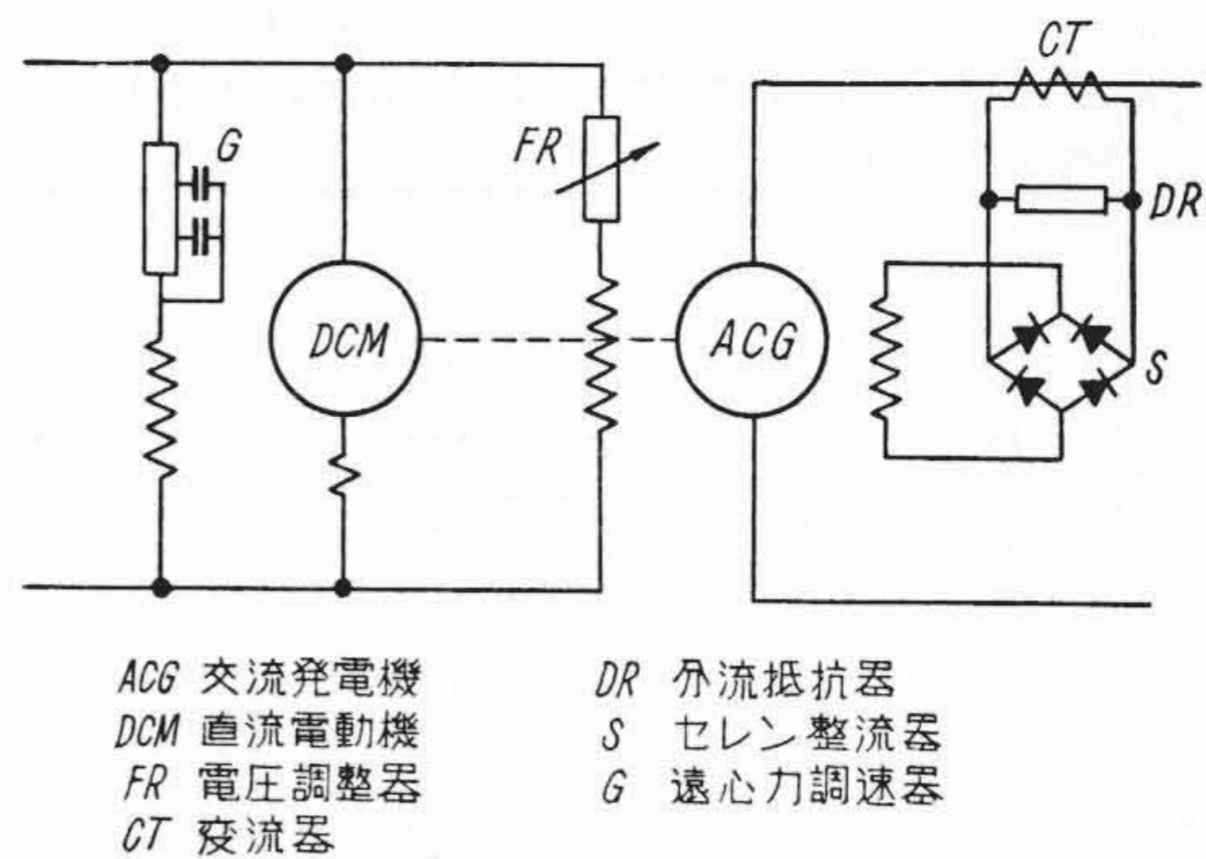 CT
G
FR
DR
DCM
ACG
S
ACG 交流発電機
DCM 直流電動機
FR 電圧調整器
CT 変流器
DR 分流抵抗器
S セレン整流器
G 遠心力調速器